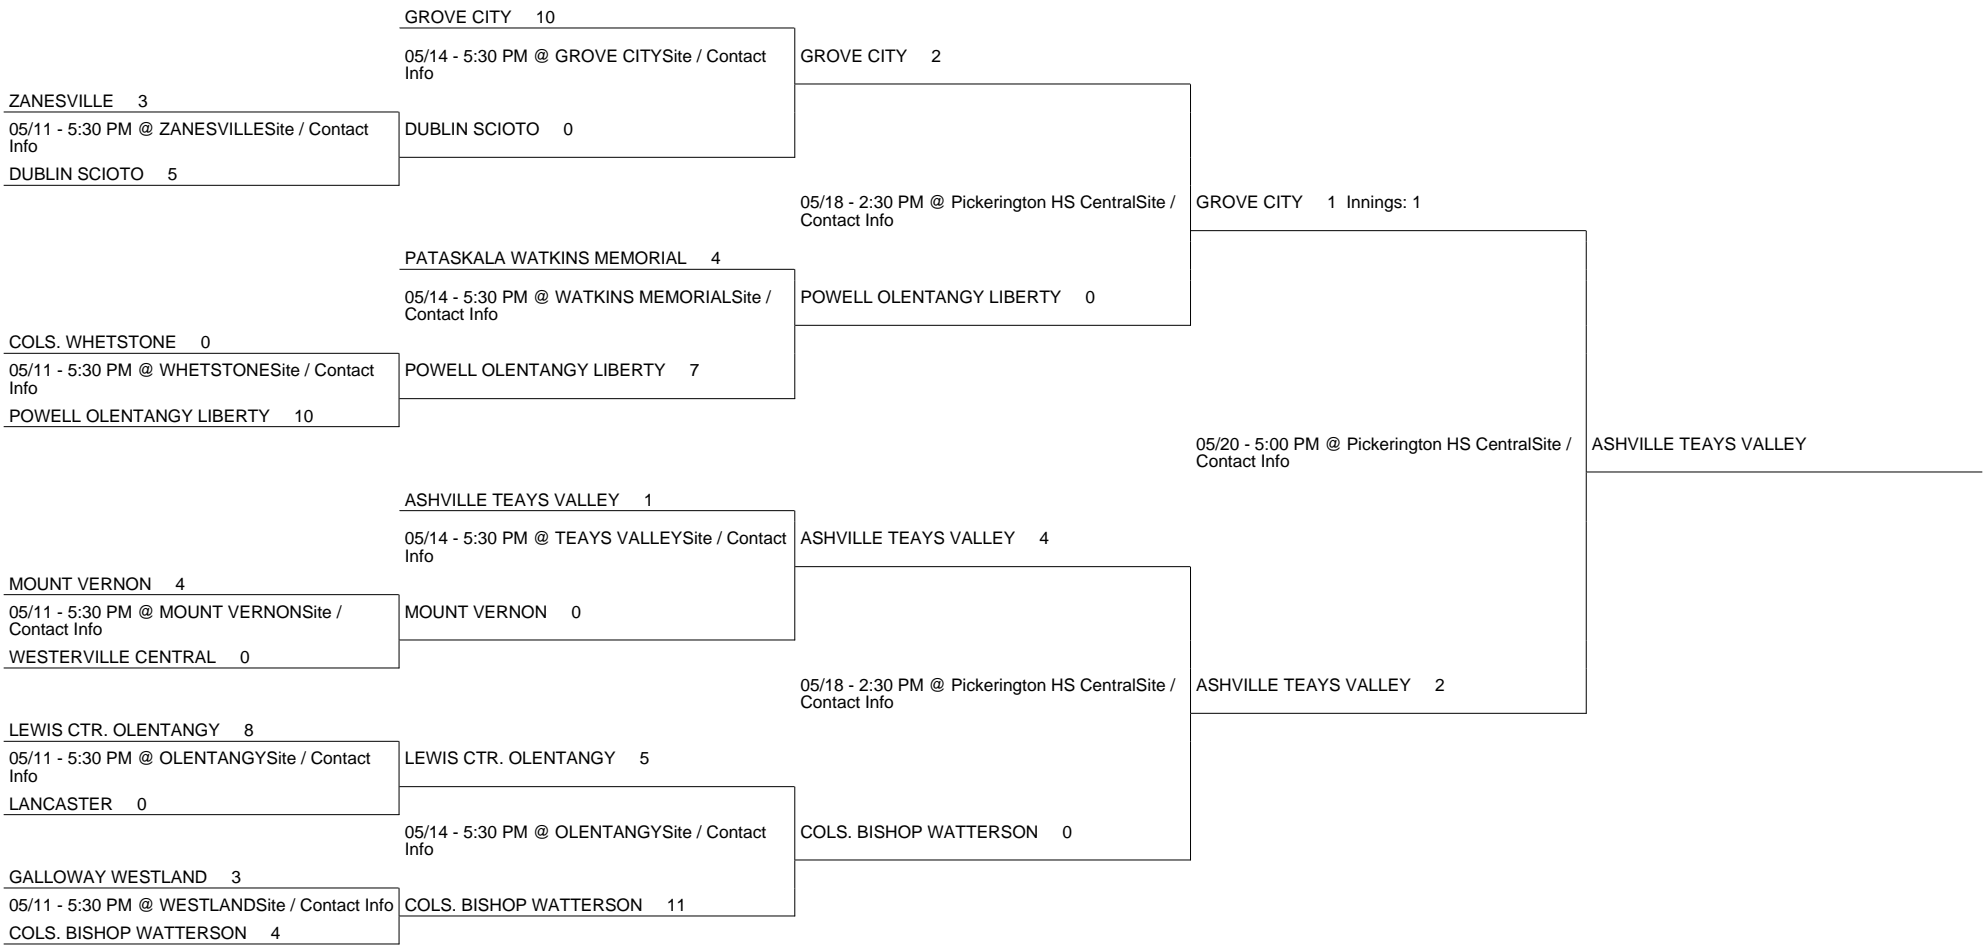 GROVE CITY 10
05/14 - 5:30 PM @ GROVE CITYSite / Contact
Info
GROVE CITY 2
ZANESVILLE 3
05/11 - 5:30 PM @ ZANESVILLESite / Contact
Info
DUBLIN SCIOTO 0
DUBLIN SCIOTO 5
05/18 - 2:30 PM @ Pickerington HS CentralSite /
Contact Info
GROVE CITY 1 Innings: 1
PATASKALA WATKINS MEMORIAL 4
05/14 - 5:30 PM @ WATKINS MEMORIALSite /
Contact Info
POWELL OLENTANGY LIBERTY 0
COLS. WHETSTONE 0
05/11 - 5:30 PM @ WHETSTONESite / Contact
Info
POWELL OLENTANGY LIBERTY 7
POWELL OLENTANGY LIBERTY 10
05/20 - 5:00 PM @ Pickerington HS CentralSite /
Contact Info
ASHVILLE TEAYS VALLEY
ASHVILLE TEAYS VALLEY 1
05/14 - 5:30 PM @ TEAYS VALLEYSite / Contact
Info
ASHVILLE TEAYS VALLEY 4
MOUNT VERNON 4
05/11 - 5:30 PM @ MOUNT VERNONSite /
Contact Info
MOUNT VERNON 0
WESTERVILLE CENTRAL 0
05/18 - 2:30 PM @ Pickerington HS CentralSite /
Contact Info
ASHVILLE TEAYS VALLEY 2
LEWIS CTR. OLENTANGY 8
05/11 - 5:30 PM @ OLENTANGYSite / Contact
Info
LEWIS CTR. OLENTANGY 5
LANCASTER 0
05/14 - 5:30 PM @ OLENTANGYSite / Contact
Info
COLS. BISHOP WATTERSON 0
GALLOWAY WESTLAND 3
05/11 - 5:30 PM @ WESTLANDSite / Contact Info
COLS. BISHOP WATTERSON 11
COLS. BISHOP WATTERSON 4